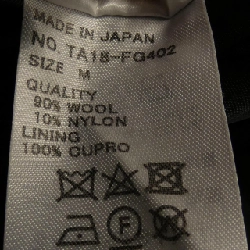 MADE IN JAPAN
NO. TA18-FG402
SIZE M
QUALITY
90% WOOL
10% NYLON
LINING
100% CUPRO
A F